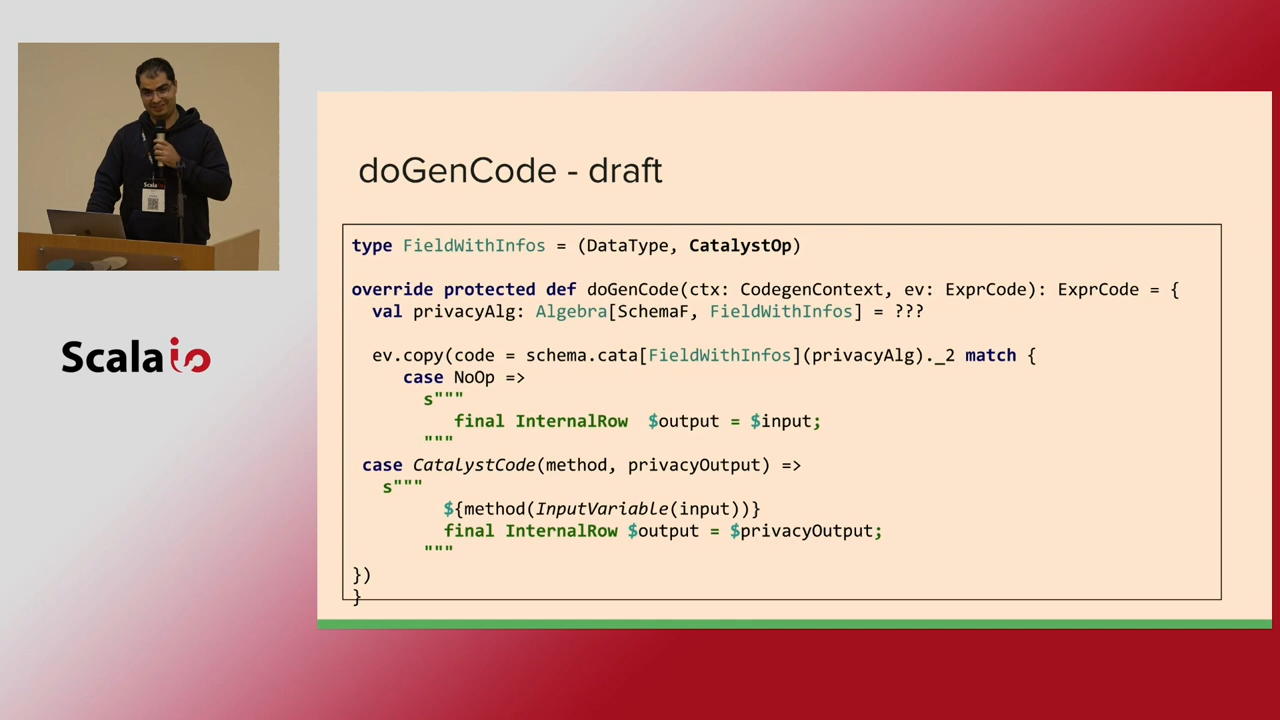 Scala
Scalaio
doGenCode - draft
type FieldWithInfos = (DataType, CatalystOp)
override protected def doGenCode(ctx: CodegenContext, ev: ExprCode): ExprCode = {
val privacyAlg: Algebra[SchemaF, FieldWithInfos] = ???
ev.copy(code = schema.cata[FieldWithInfos](privacyAlg)._2 match {
case NoOp =>
s"""
final InternalRow  $output = $input;
"""
case CatalystCode(method, privacyOutput) =>
s"""
${method(InputVariable(input))}
final InternalRow $output = $privacyOutput;
"""
})
}